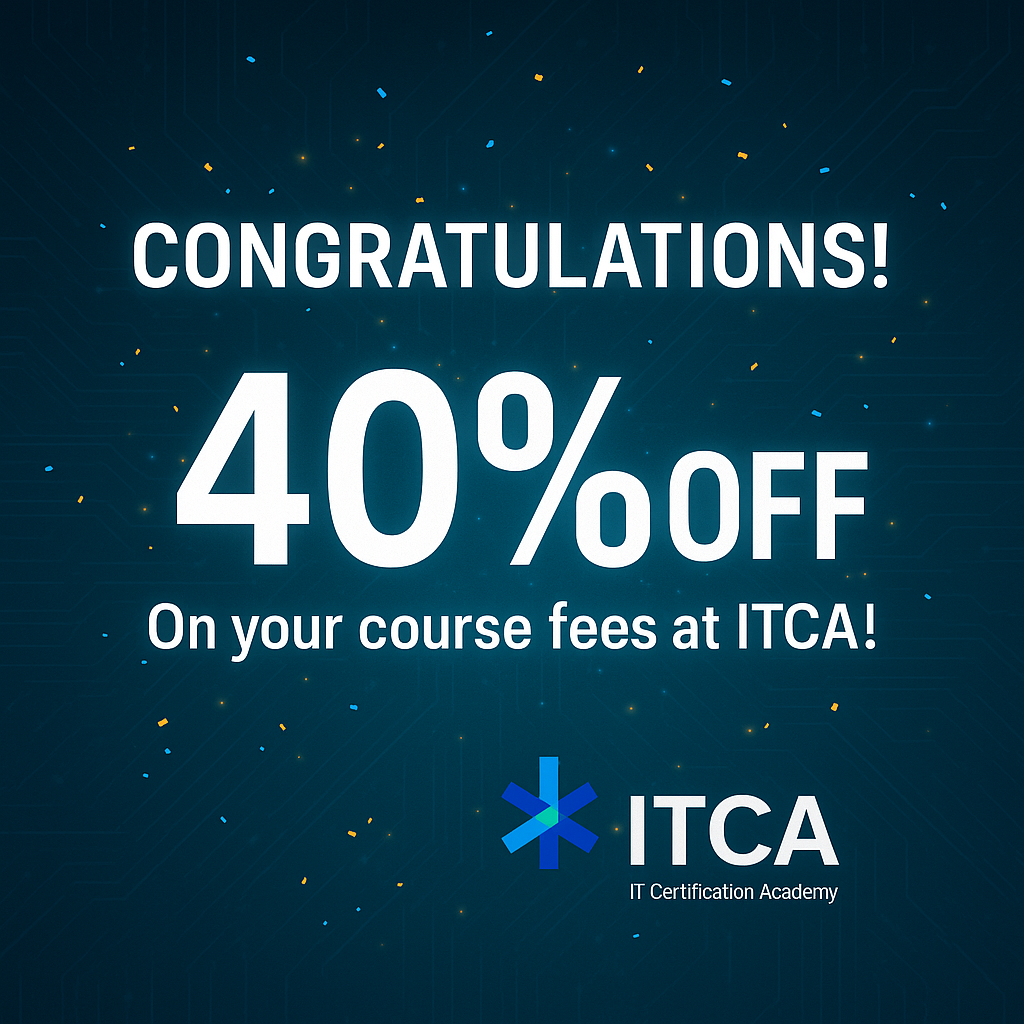 CONGRATULATIONS!
40% OFF
On your course fees at ITCA!
ITCA
IT Certification Academy